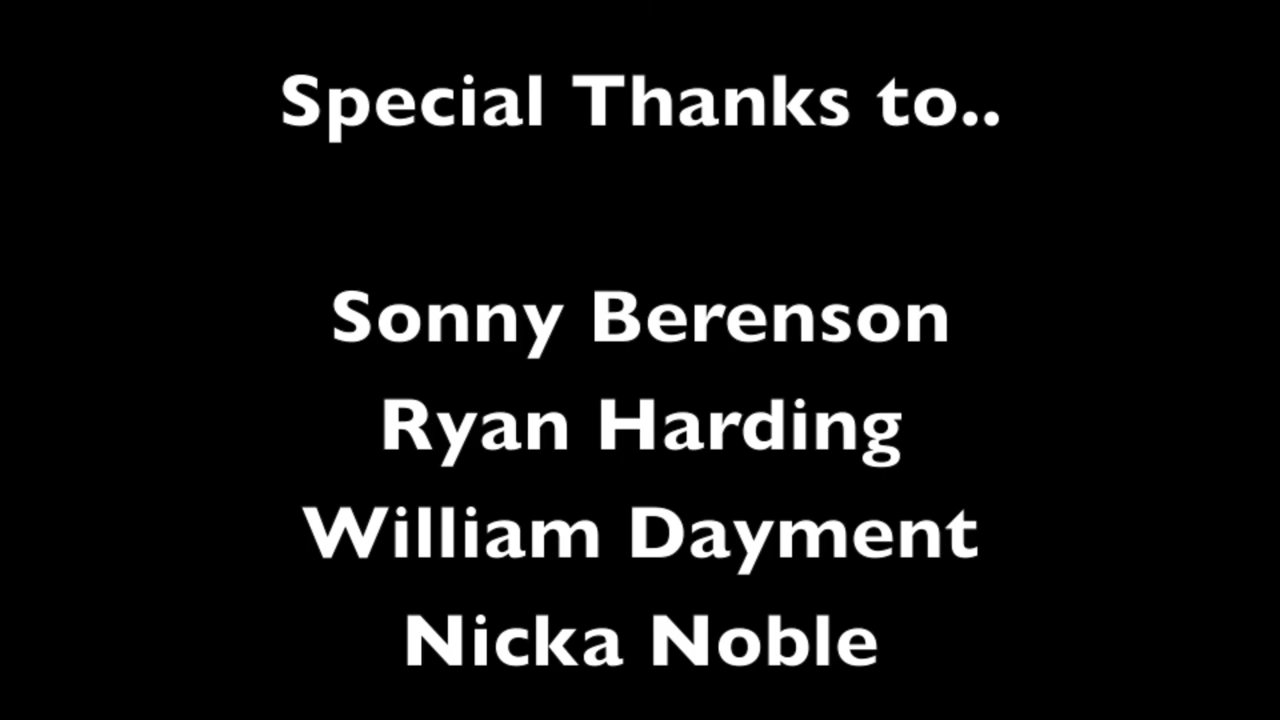 Special Thanks to..
Sonny Berenson
Ryan Harding
William Dayment
Nicka Noble